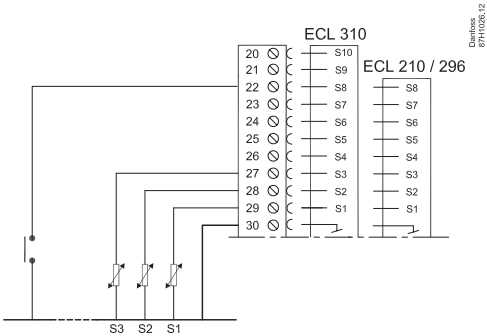 Danfoss
87H1026.12
ECL 310
ECL 210 / 296
20 S10
21 S9
22 S8 S8
23 S7 S7
24 S6 S6
25 S5 S5
26 S4 S4
27 S3 S3
28 S2 S2
29 S1 S1
30
S3 S2 S1